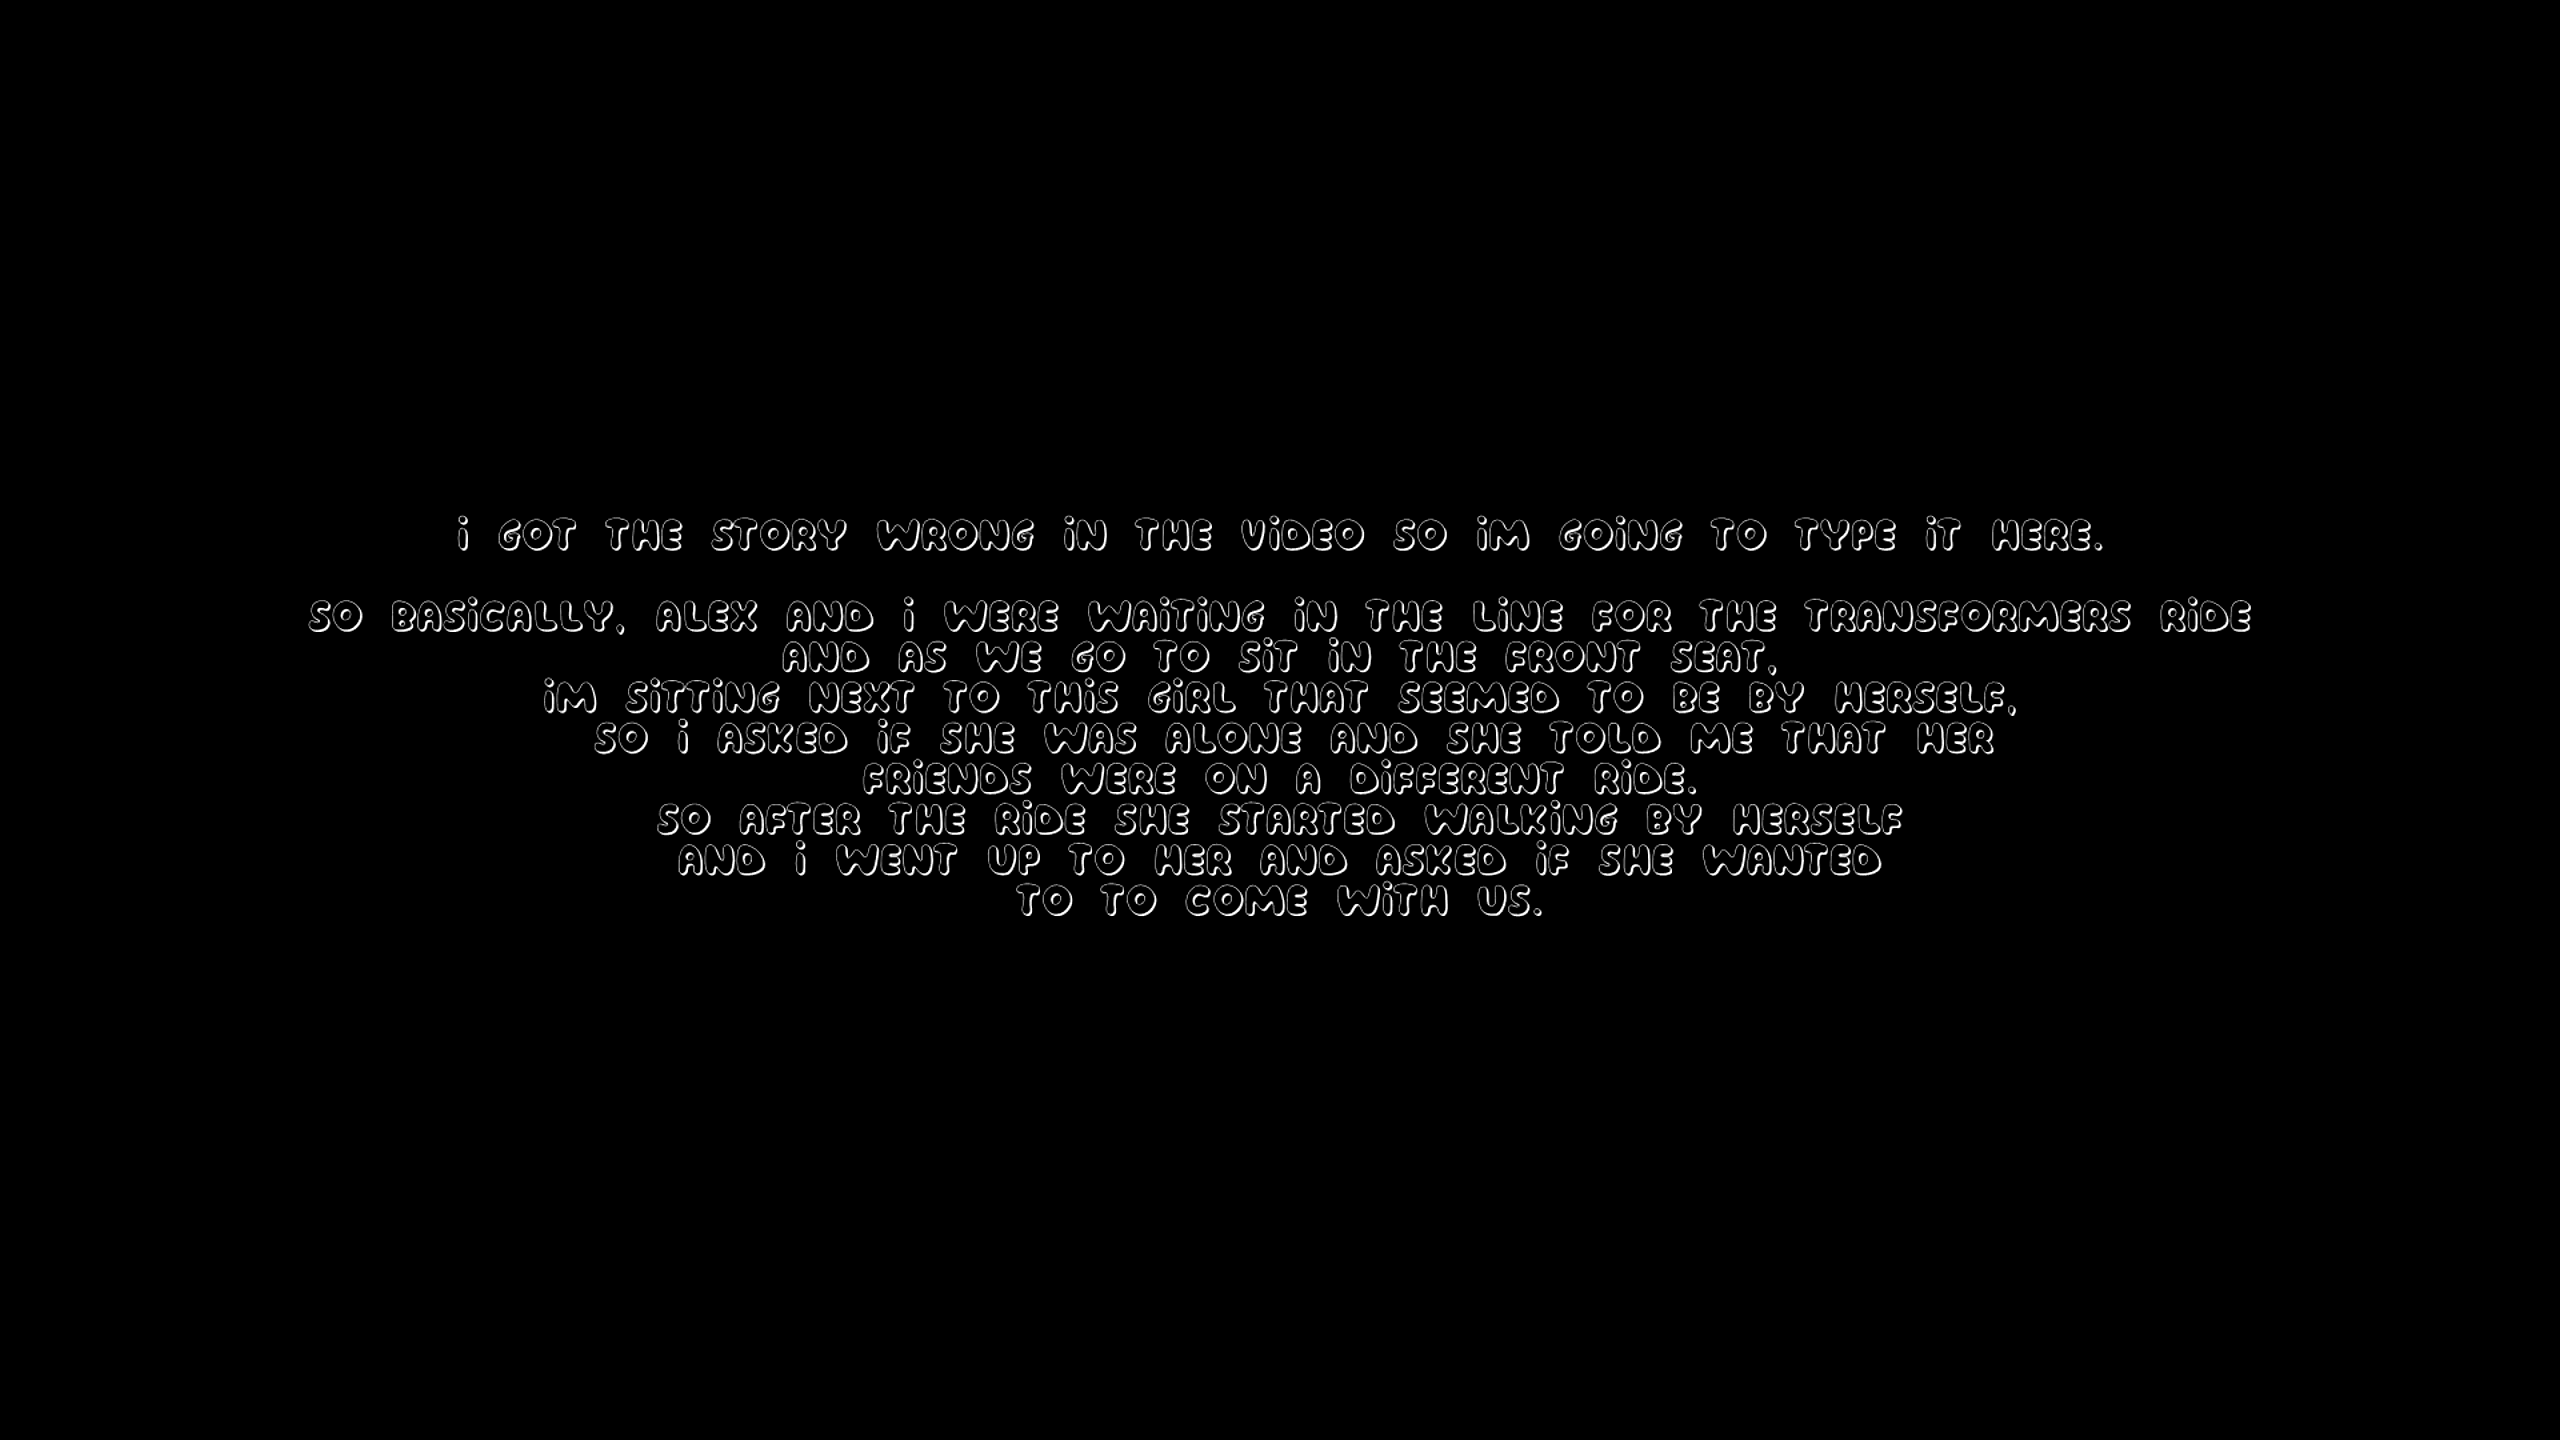 i GOT THE STORY WRONG iN THE ViDEO SO iM GOiNG TO TYPE iT HERE.
SO BASiCALLY, ALEX AND i WERE WAiTiNG iN THE LiNE FOR THE TRANSFORMERS RiDE
AND AS WE GO TO SiT iN THE FRONT SEAT,
iM SiTTiNG NEXT TO THiS GiRL THAT SEEMED TO BE BY HERSELF,
SO i ASKED iF SHE WAS ALONE AND SHE TOLD ME THAT HER
FRiENDS WERE ON A DiFFERENT RiDE.
SO AFTER THE RiDE SHE STARTED WALKiNG BY HERSELF
AND i WENT UP TO HER AND ASKED iF SHE WANTED
TO TO COME WiTH US.